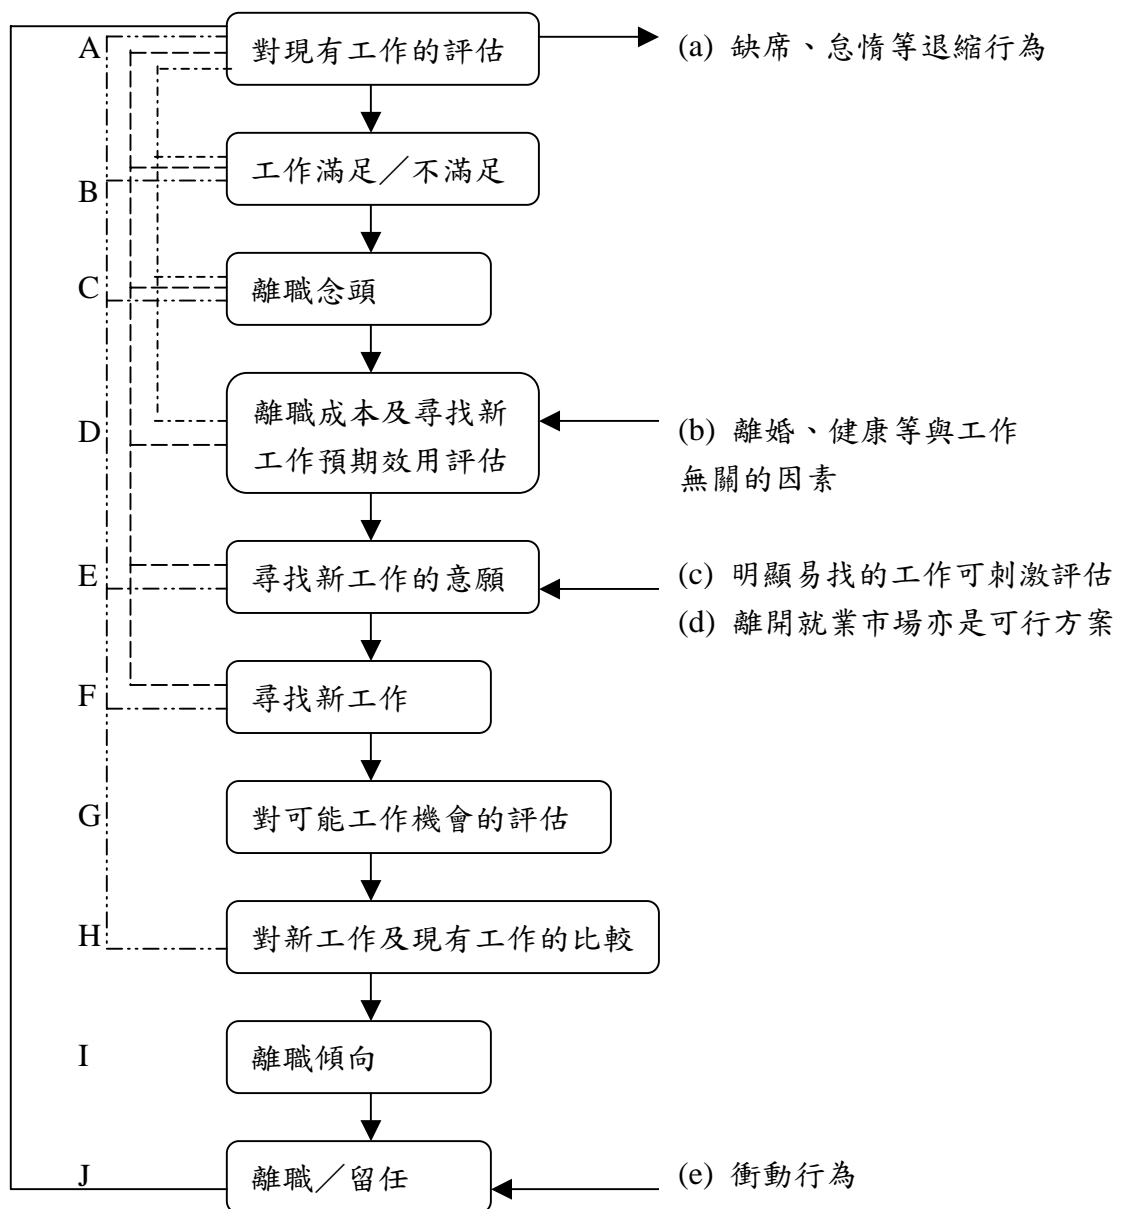 A
對現有工作的評估
(a) 缺席、怠惰等退縮行為
工作滿足／不滿足
B
C
離職念頭
離職成本及尋找新
D
工作預期效用評估
(b) 離婚、健康等與工作
無關的因素
E
尋找新工作的意願
(c) 明顯易找的工作可刺激評估
(d) 離開就業市場亦是可行方案
F
尋找新工作
G
對可能工作機會的評估
H
對新工作及現有工作的比較
I
離職傾向
J
離職／留任
(e) 衝動行為